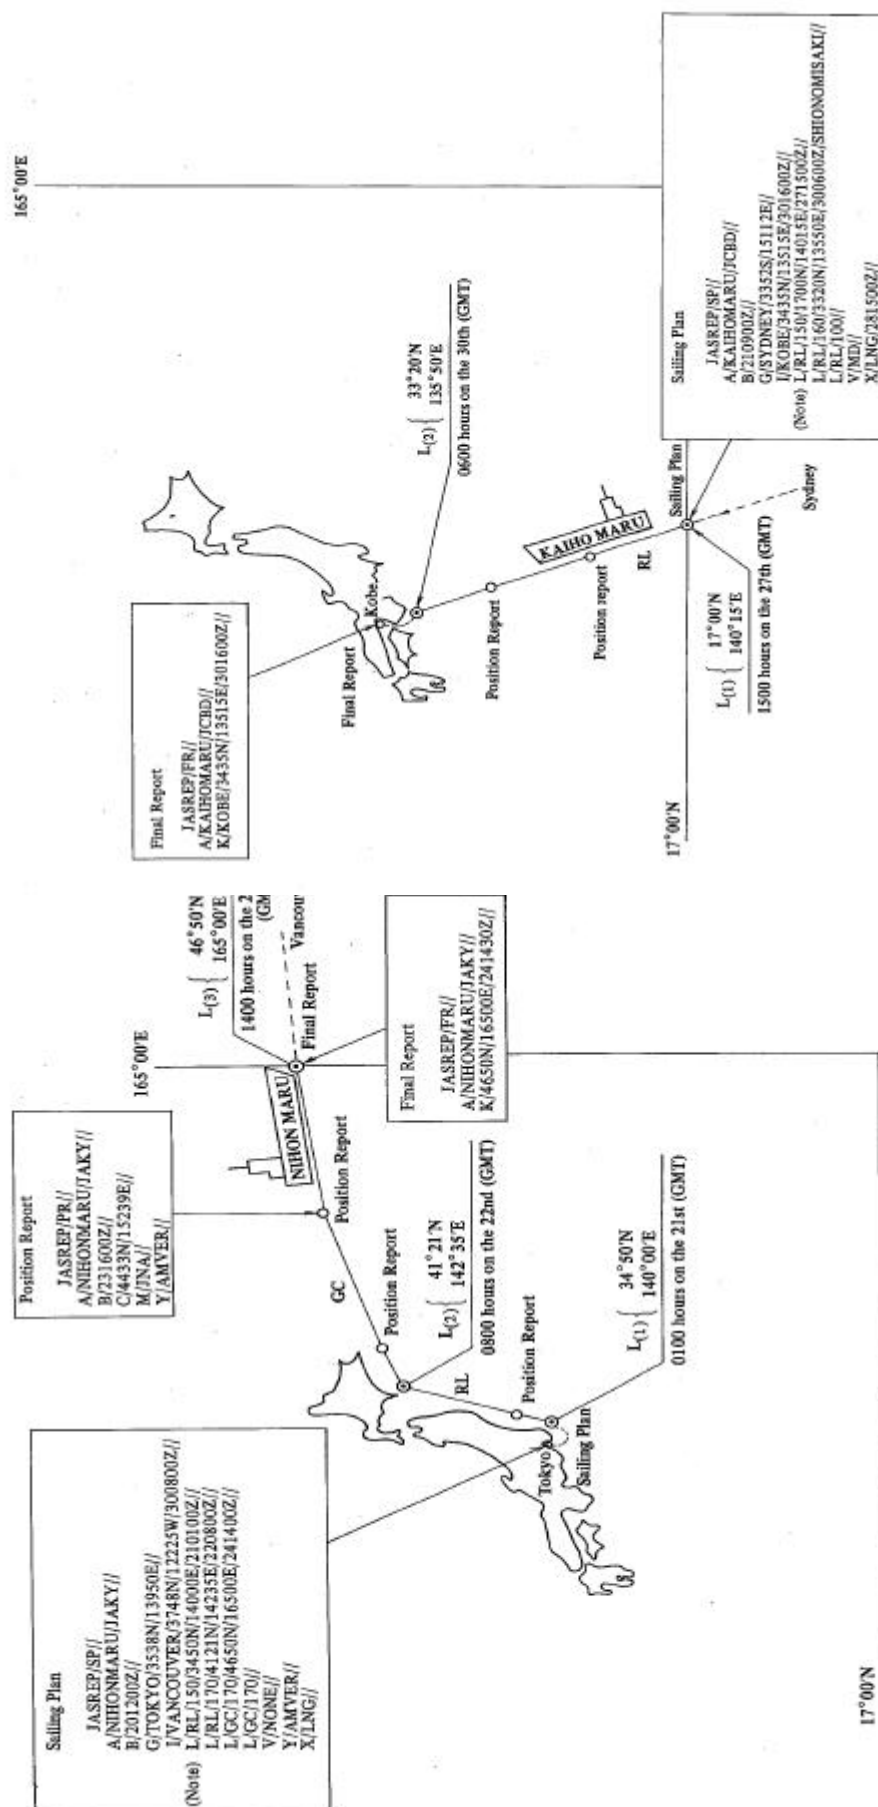 165°00'E
Final Report
JASREP/FR//
A/KAIHOMARU/JCBD//
K/KOBE/3435N/13515E/301600Z//
Final Report
Kobe
L(2) { 33°20'N
135°50'E
0600 hours on the 30th (GMT)
Position Report
KAIHO MARU
Position report
RL
Sailing Plan
Sydney
L(1) { 17°00'N
140°15'E
1500 hours on the 27th (GMT)
17°00'N
Sailing Plan
JASREP/SP//
A/KAIHOMARU/JCBD//
B/210900Z//
G/SYDNEY/3352S/15112E//
I/KOBE/3435N/13515E/301600Z//
(Note) L/RL/150/1700N/14015E/271500Z//
L/RL/160/3320N/13550E/300600Z/SHIONOMISAKI//
L/RL/100//
V/MD//
X/LNG/281500Z//
Position Report
JASREP/PR//
A/NIHONMARU/JAKY//
B/231600Z//
C/4433N/15239E//
M/JNA//
Y/AMVER//
165°00'E
L(3) { 46°50'N
165°00'E
1400 hours on the 2
(GM
Vancou
Final Report
NIHON MARU
Final Report
JASREP/FR//
A/NIHONMARU/JAKY//
K/4650N/16500E/241430Z//
Position Report
GC
Position Report
L(2) { 41°21'N
142°35'E
0800 hours on the 22nd (GMT)
RL
Position Report
L(1) { 34°50'N
140°00'E
0100 hours on the 21st (GMT)
Tokyo
Sailing Plan
Sailing Plan
JASREP/SP//
A/NIHONMARU/JAKY//
B/201200Z//
G/TOKYO/3538N/13950E//
I/VANCOUVER/3748N/12225W/300800Z//
(Note) L/RL/150/3450N/14000E/210100Z//
L/RL/170/4121N/14235E/220800Z//
L/GC/170/4650N/16500E/241400Z//
L/GC/170//
V/NONE//
Y/AMVER//
X/LNG//
17°00'N